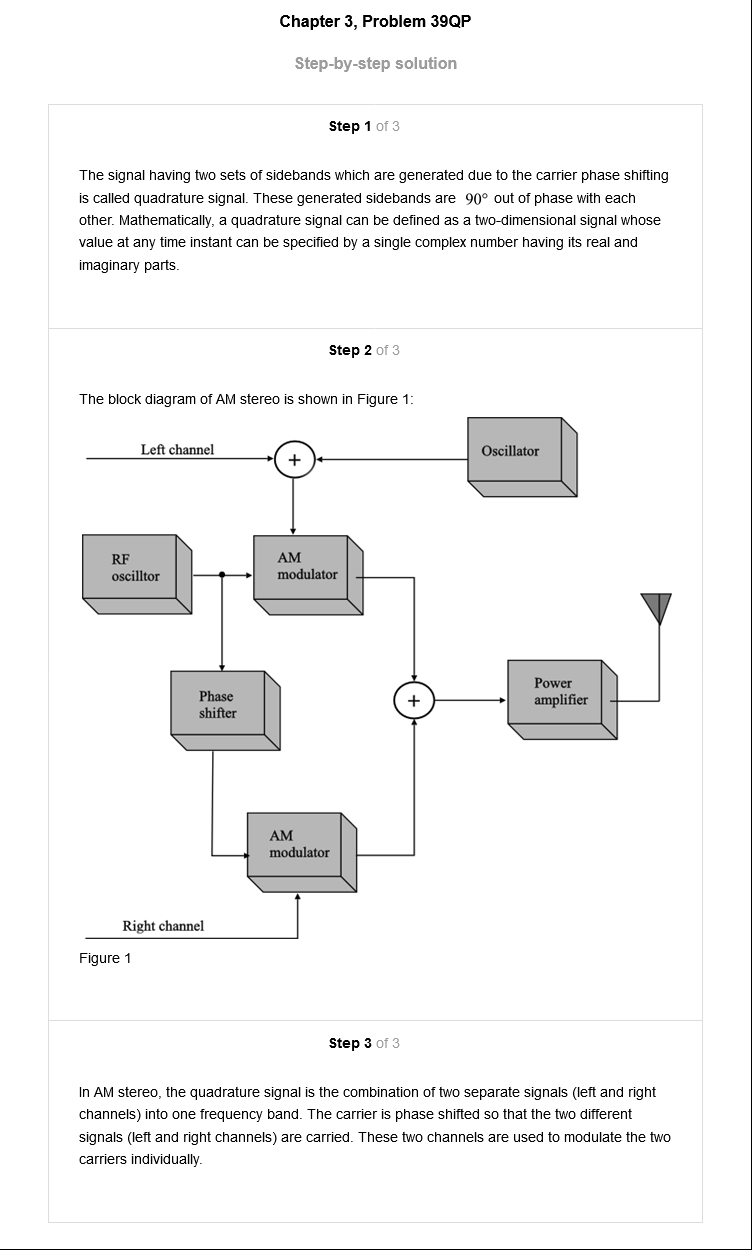 Chapter 3, Problem 39QP
Step-by-step solution
Step 1 of 3
The signal having two sets of sidebands which are generated due to the carrier phase shifting
is called quadrature signal. These generated sidebands are 90° out of phase with each
other. Mathematically, a quadrature signal can be defined as a two-dimensional signal whose
value at any time instant can be specified by a single complex number having its real and
imaginary parts.
Step 2 of 3
The block diagram of AM stereo is shown in Figure 1:
Left channel
+
Oscillator
RF
oscilltor
AM
modulator
Phase
shifter
+
Power
amplifier
AM
modulator
Right channel
Figure 1
Step 3 of 3
In AM stereo, the quadrature signal is the combination of two separate signals (left and right
channels) into one frequency band. The carrier is phase shifted so that the two different
signals (left and right channels) are carried. These two channels are used to modulate the two
carriers individually.